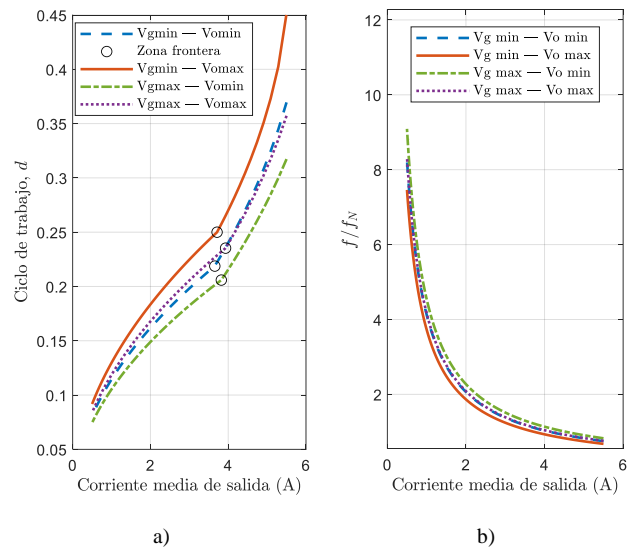 0.45
0.4
0.35
0.3
0.25
0.2
0.15
0.1
0.05
0
2
4
6
Ciclo de trabajo, d
Corriente media de salida (A)
Vgmin — Vomin
Zona frontera
Vgmin — Vomax
Vgmax — Vomin
Vgmax — Vomax
a)
12
10
8
6
4
2
0
2
4
6
f/fN
Corriente media de salida (A)
Vg min — Vo min
Vg min — Vo max
Vg max — Vo min
Vg max — Vo max
b)